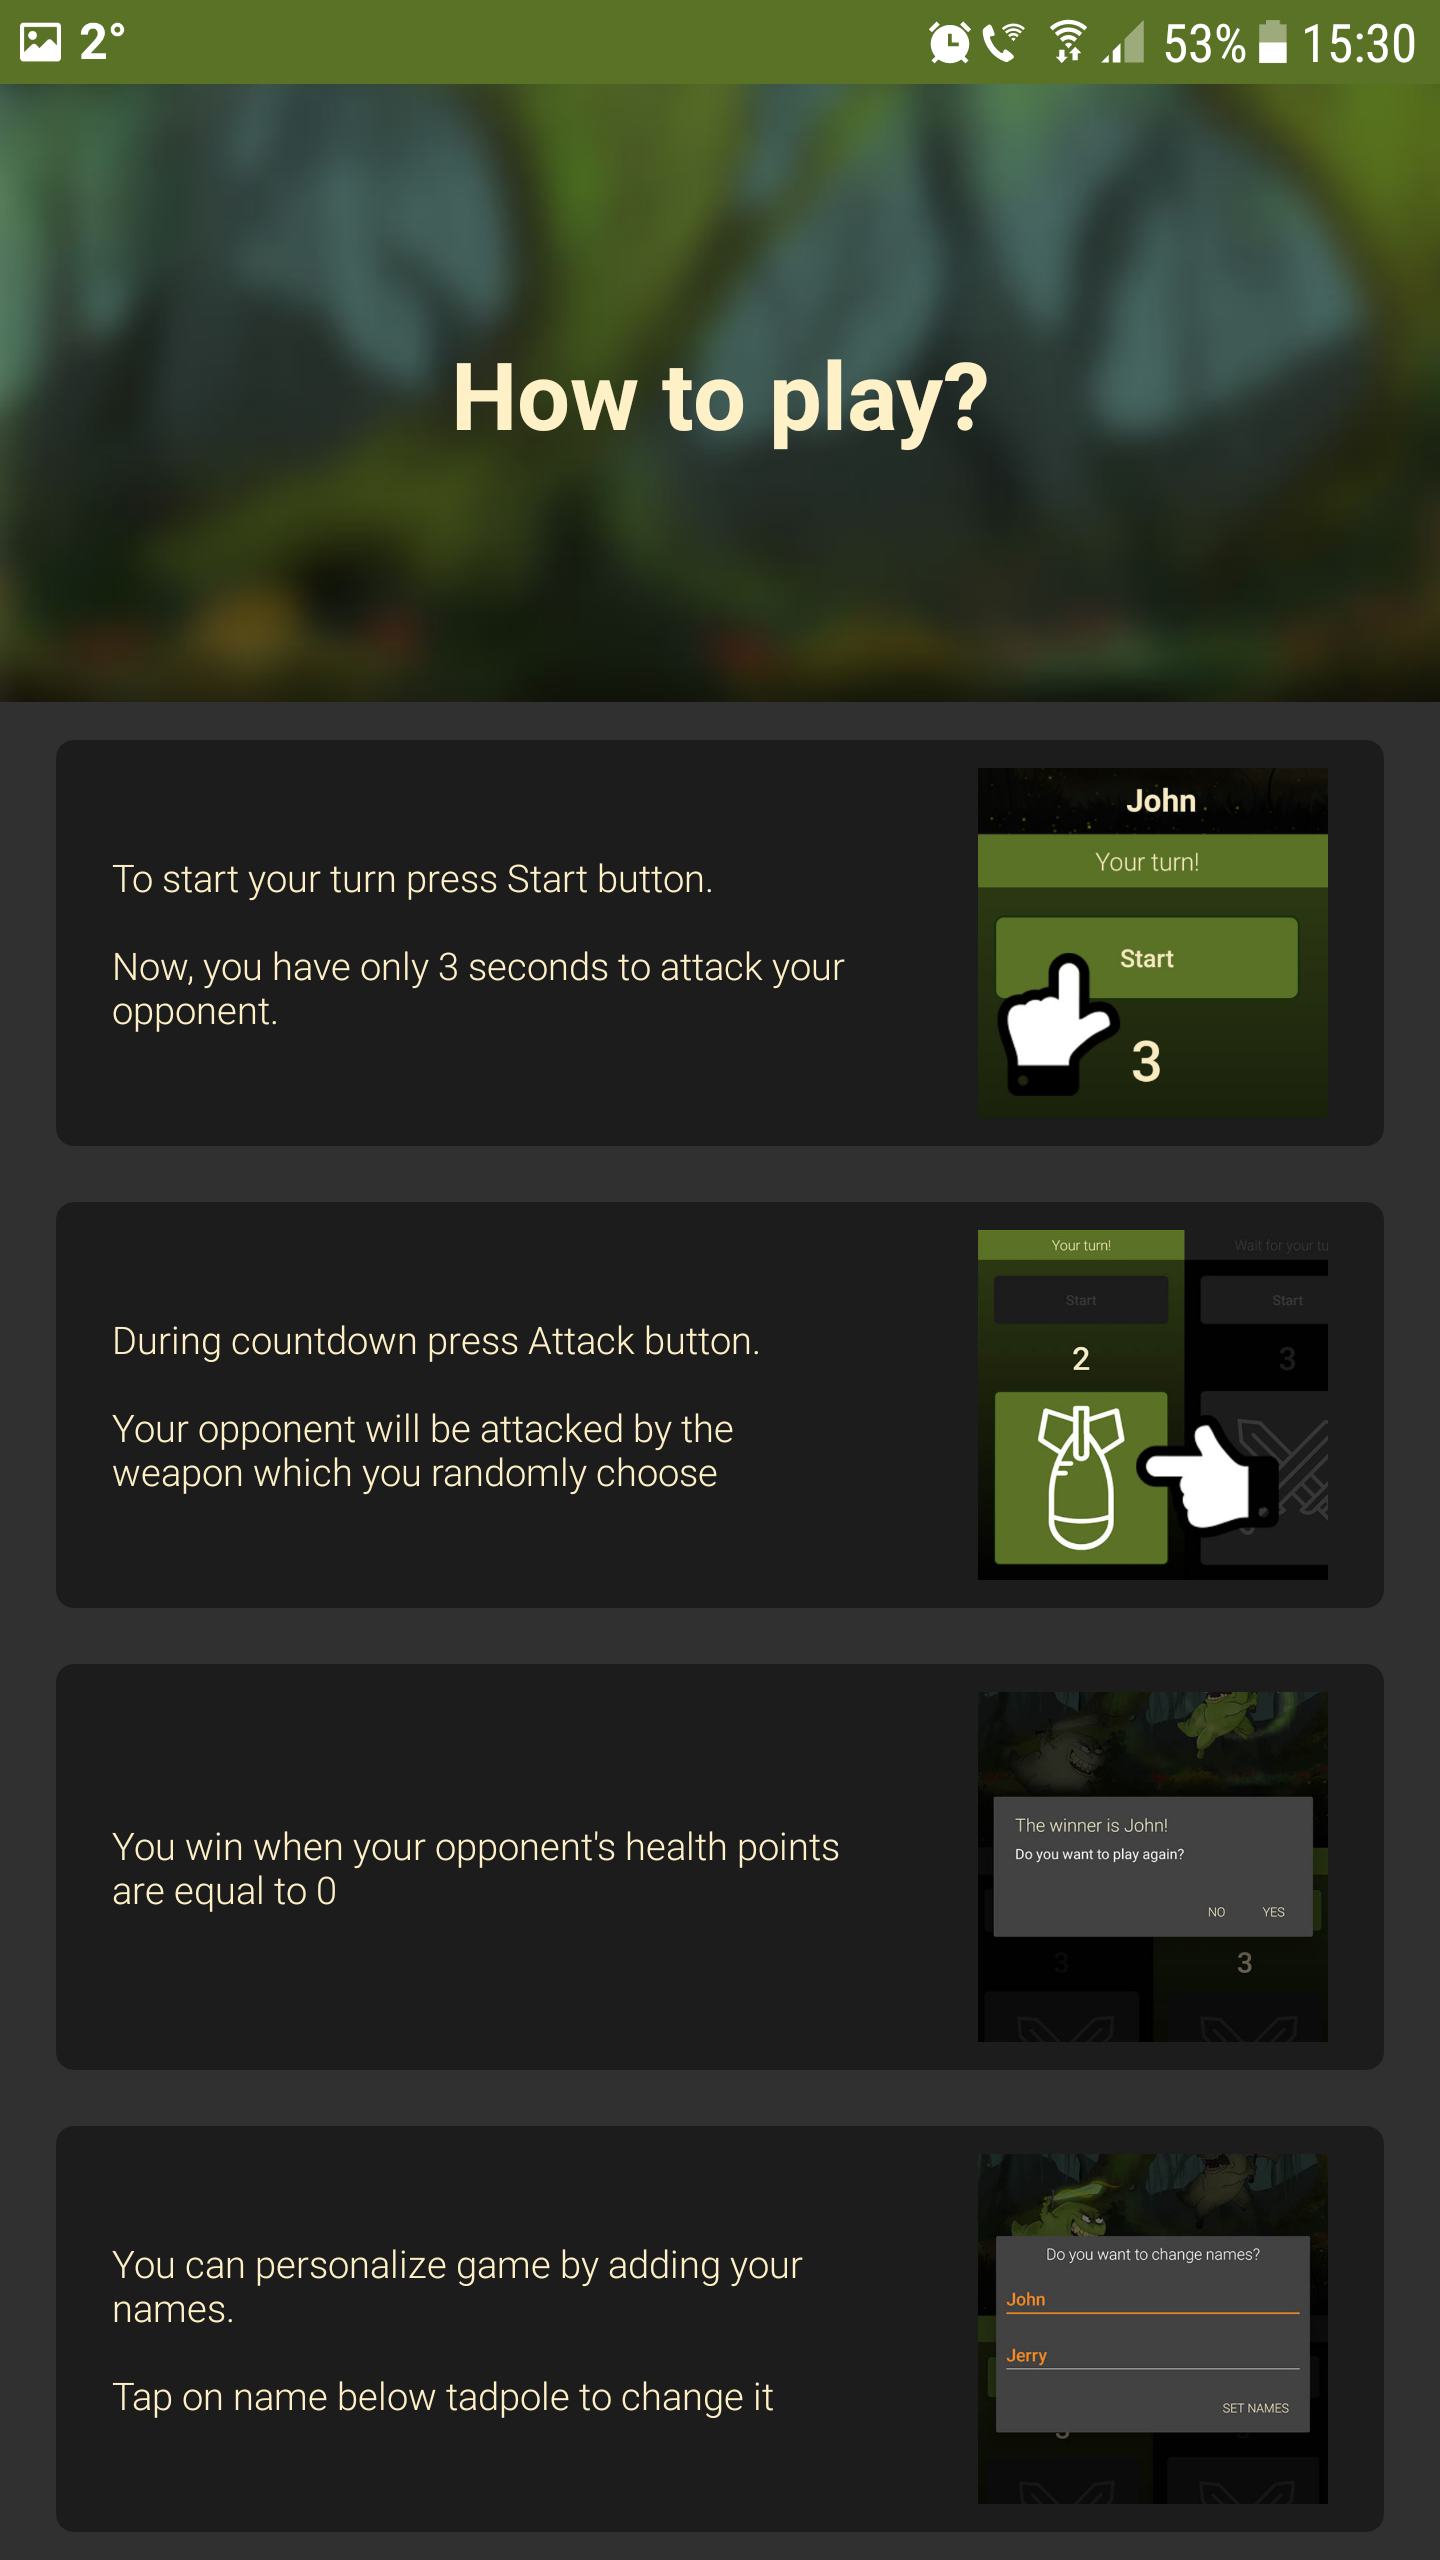 2°
53%
15:30
How to play?
To start your turn press Start button.
Now, you have only 3 seconds to attack your
opponent.
John
Your turn!
Start
3
During countdown press Attack button.
Your opponent will be attacked by the
weapon which you randomly choose
Your turn!
Wait for your tu
Start
Start
2
3
You win when your opponent's health points
are equal to 0
The winner is John!
Do you want to play again?
NO
YES
3
3
You can personalize game by adding your
names.
Tap on name below tadpole to change it
Do you want to change names?
John
Jerry
SET NAMES